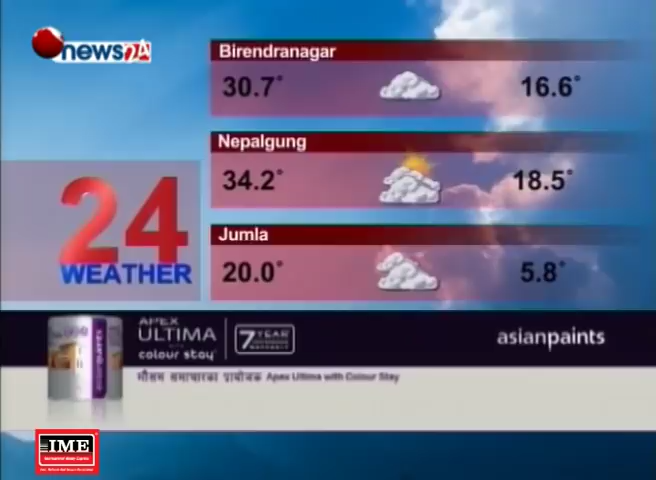 news24
Birendranagar
30.7° 16.6°
Nepalgung
34.2° 18.5°
24
WEATHER
Jumla
20.0° 5.8°
APEX
ULTIMA
colour stay
7 YEAR
WARRANTY
asianpaints
मौसम समाचारका प्रायोजक Apex Ultima with Colour Stay
IME